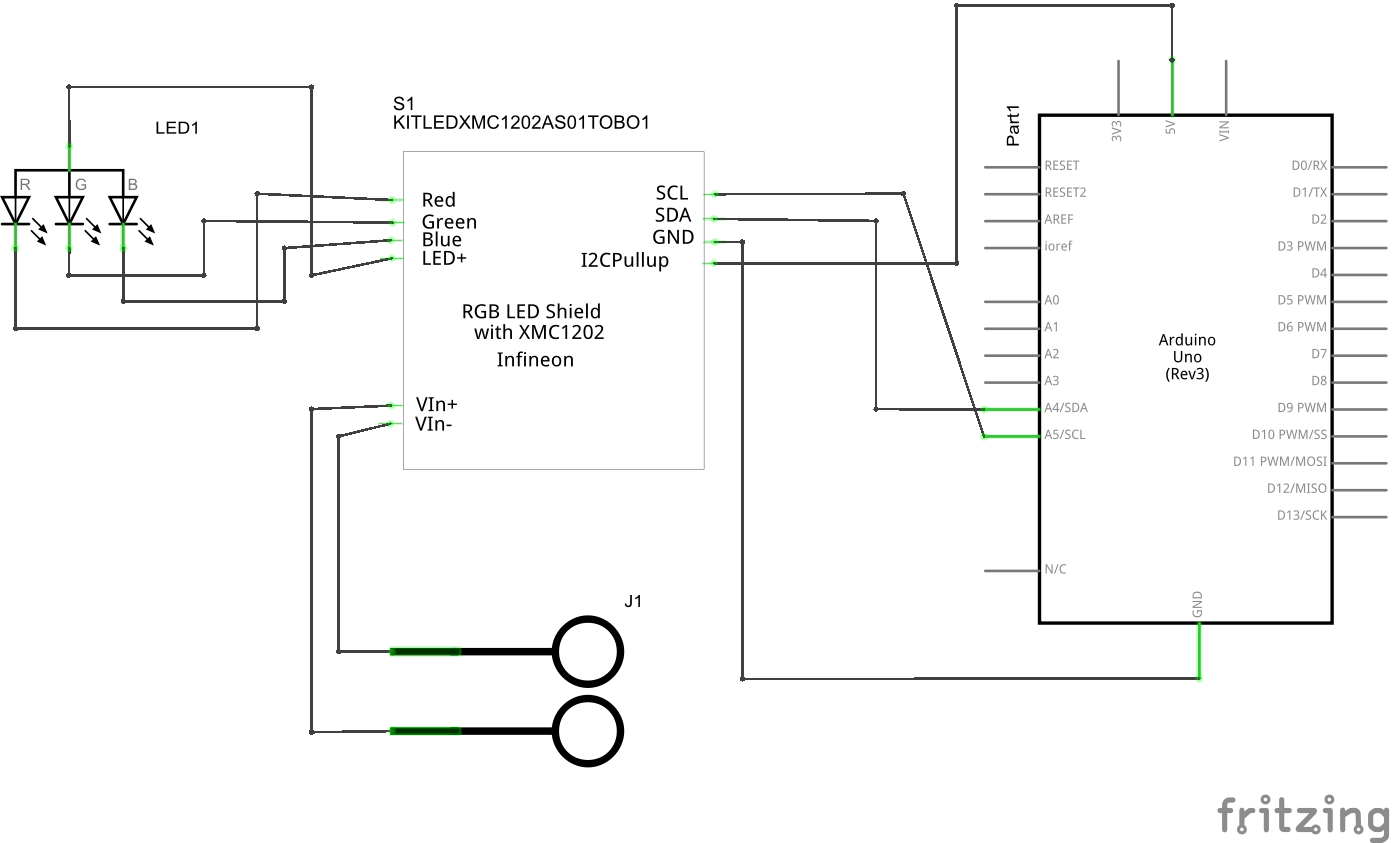 LED1
R
G
B
S1
KITLEDXMC1202AS01TOBO1
Red
Green
Blue
LED+
SCL
SDA
GND
I2CPullup
RGB LED Shield
with XMC1202
Infineon
VIn+
VIn-
J1
Part1
3V3
5V
VIN
RESET
RESET2
AREF
ioref
A0
A1
A2
A3
A4/SDA
A5/SCL
N/C
Arduino
Uno
(Rev3)
D0/RX
D1/TX
D2
D3 PWM
D4
D5 PWM
D6 PWM
D7
D8
D9 PWM
D10 PWM/SS
D11 PWM/MOSI
D12/MISO
D13/SCK
GND
fritzing